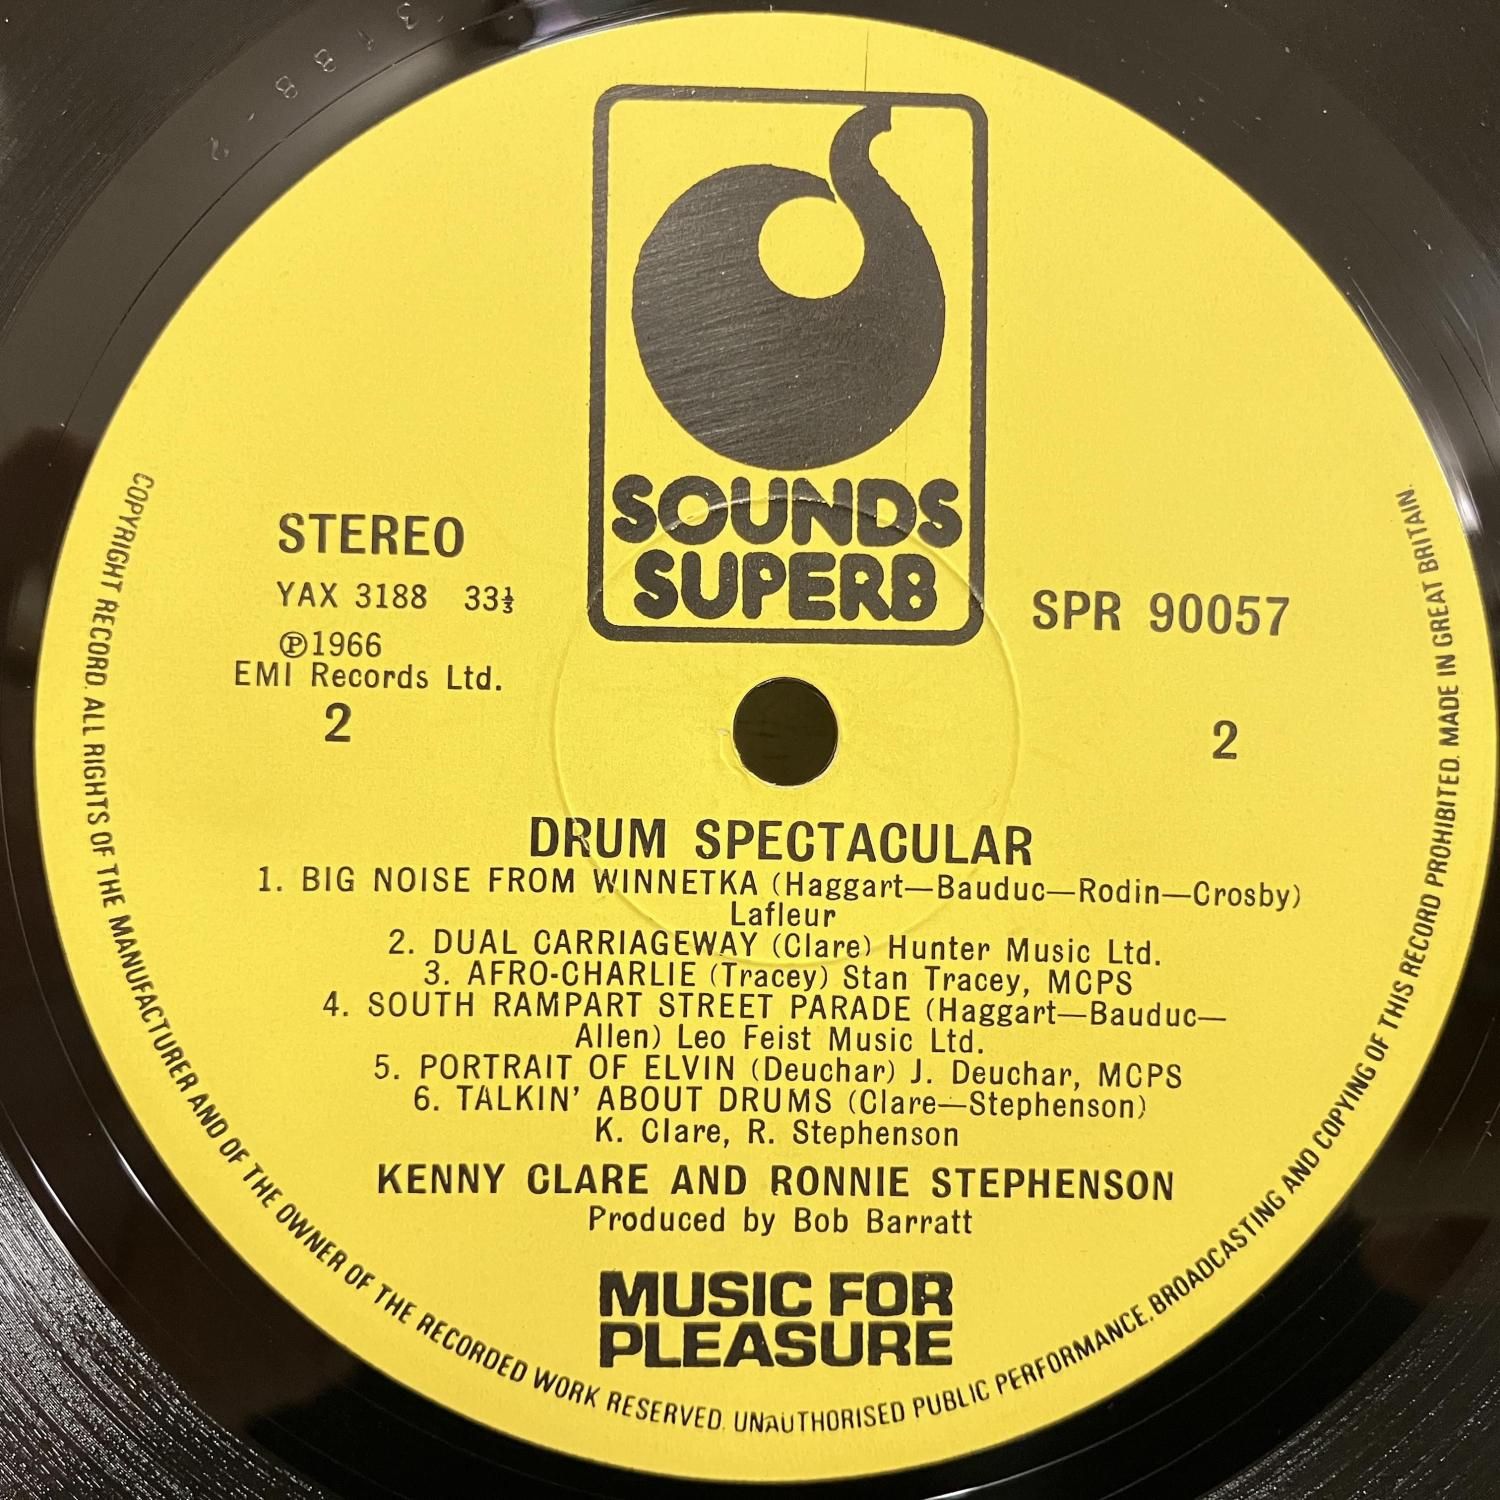 SOUNDS
SUPERB
STEREO
YAX 3188 33⅓
Ⓟ1966
EMI Records Ltd.
2
SPR 90057
2
DRUM SPECTACULAR
1. BIG NOISE FROM WINNETKA (Haggart—Bauduc—Rodin—Crosby)
Lafleur
2. DUAL CARRIAGEWAY (Clare) Hunter Music Ltd.
3. AFRO-CHARLIE (Tracey) Stan Tracey, MCPS
4. SOUTH RAMPART STREET PARADE (Haggart—Bauduc—
Allen) Leo Feist Music Ltd.
5. PORTRAIT OF ELVIN (Deuchar) J. Deuchar, MCPS
6. TALKIN' ABOUT DRUMS (Clare—Stephenson)
K. Clare, R. Stephenson
KENNY CLARE AND RONNIE STEPHENSON
Produced by Bob Barratt
MUSIC FOR
PLEASURE
COPYRIGHT RECORD. ALL RIGHTS OF THE MANUFACTURER AND OF THE OWNER OF THE RECORDED WORK RESERVED. UNAUTHORISED PUBLIC PERFORMANCE. BROADCASTING AND COPYING OF THIS RECORD PROHIBITED. MADE IN GREAT BRITAIN.